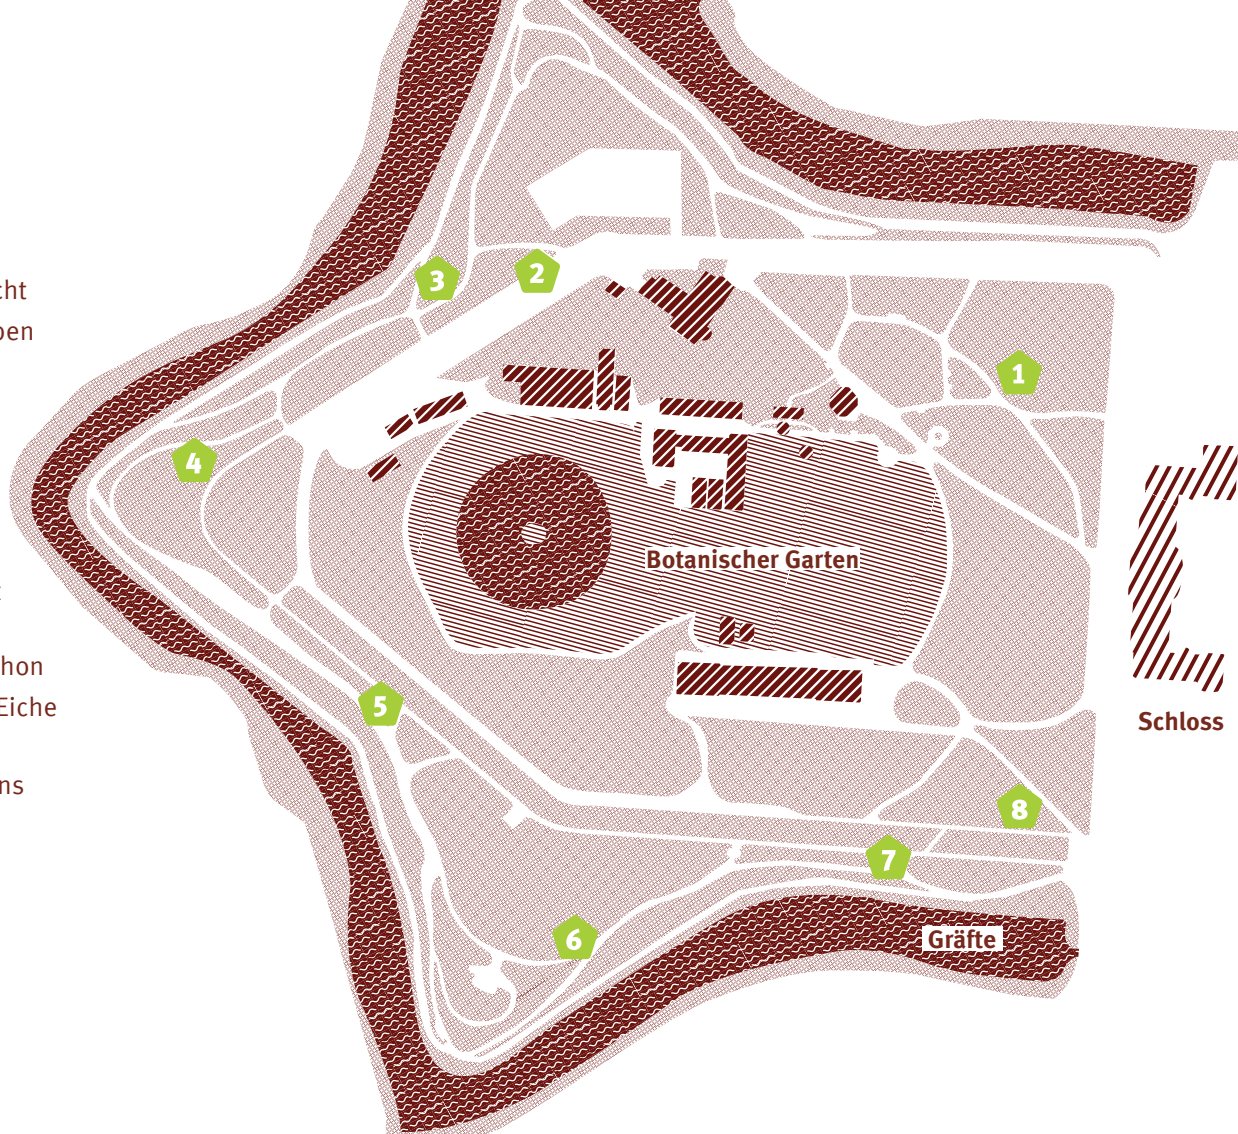 cht
ben
hon
Eiche
ns
1
2
3
4
5
6
7
8
Botanischer Garten
Schloss
Gräfte